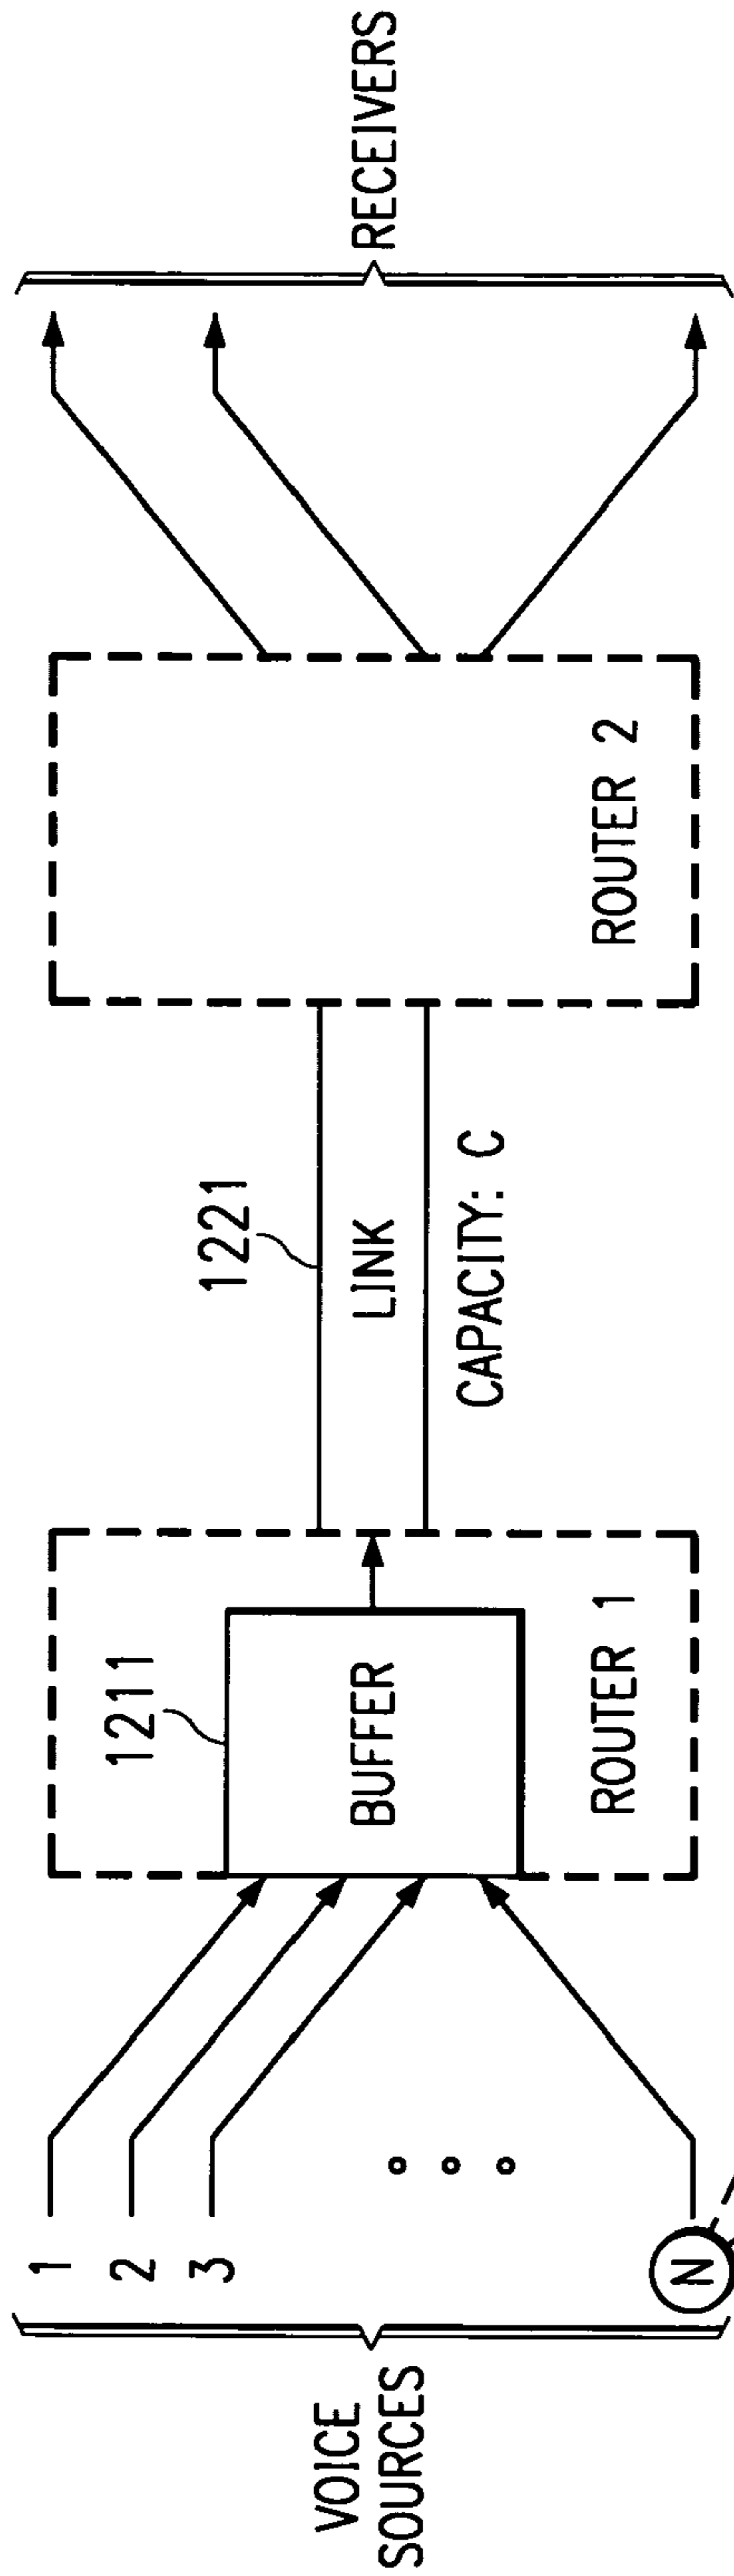 VOICE
SOURCES
1
2
3
N
1211
BUFFER
ROUTER 1
1221
LINK
CAPACITY: C
ROUTER 2
RECEIVERS